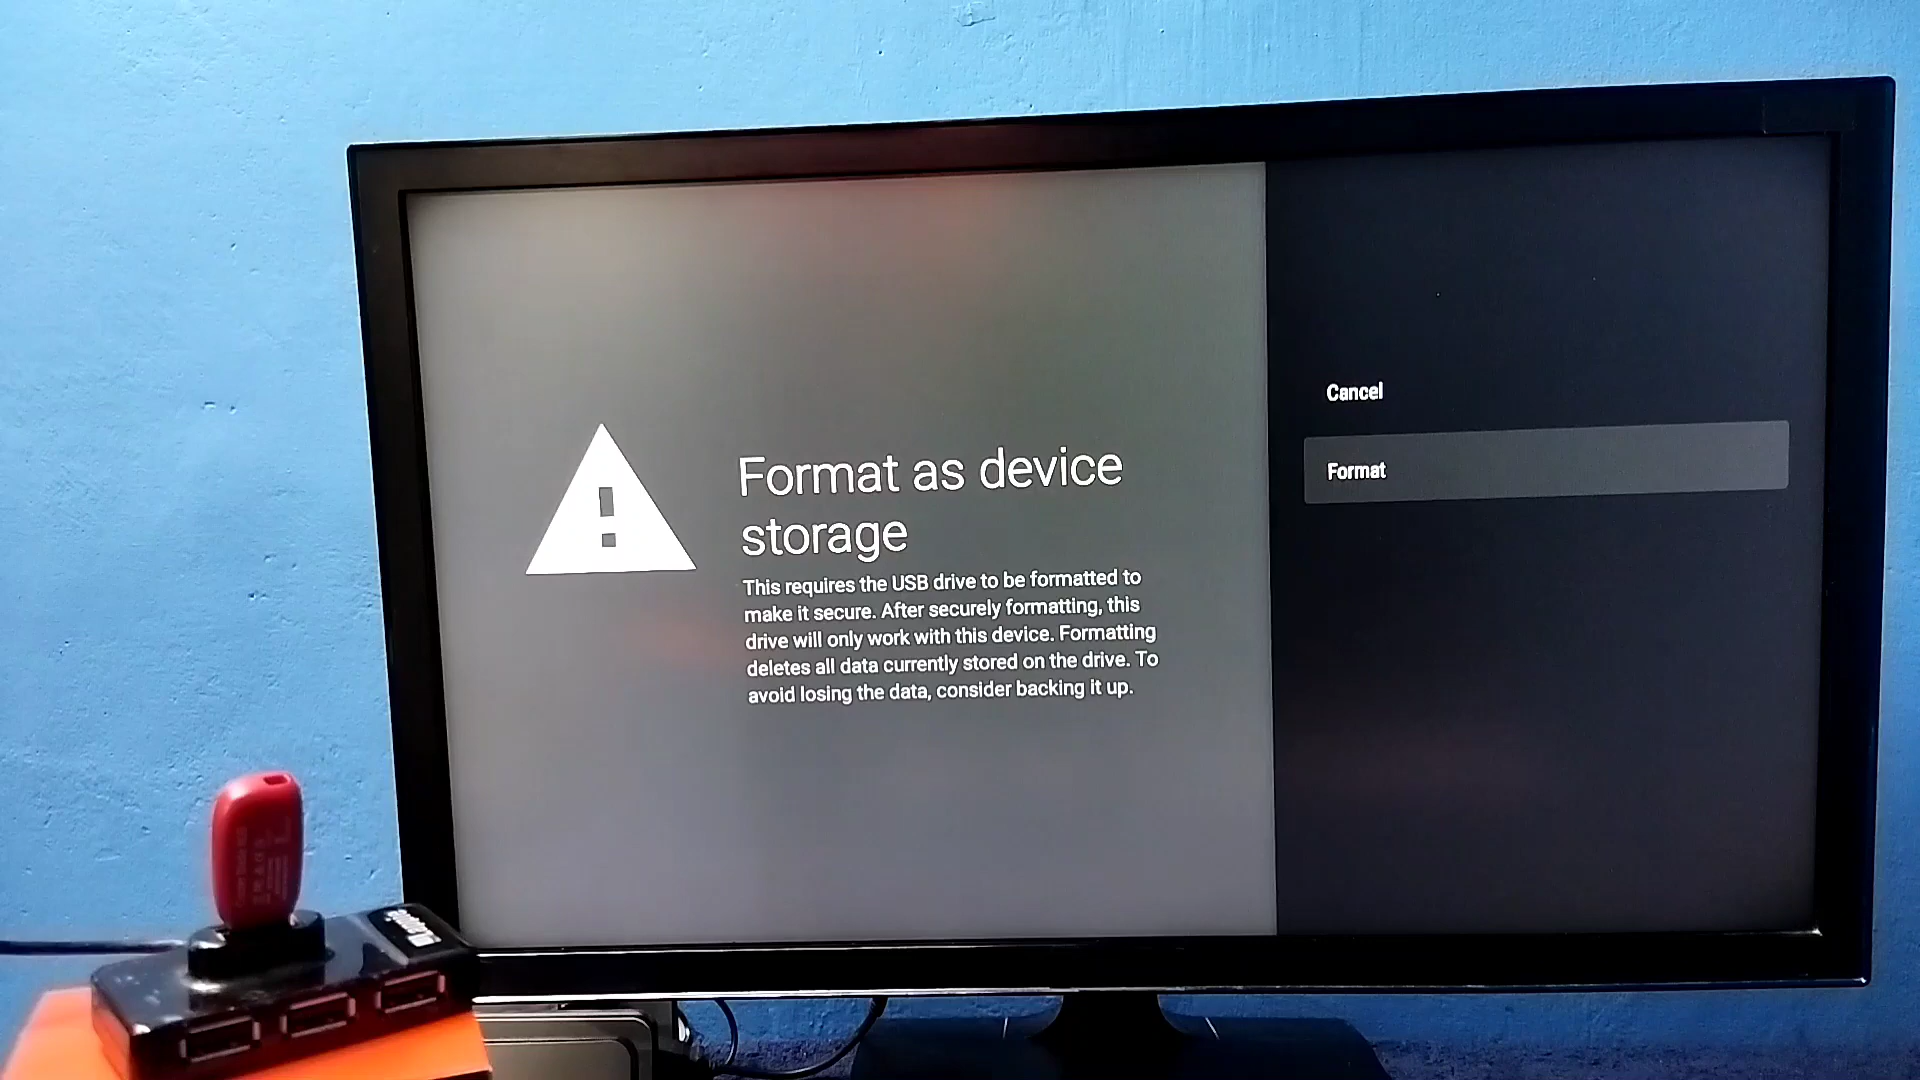 Format as device
storage
This requires the USB drive to be formatted to
make it secure. After securely formatting, this
drive will only work with this device. Formatting
deletes all data currently stored on the drive. To
avoid losing the data, consider backing it up.
Cancel
Format